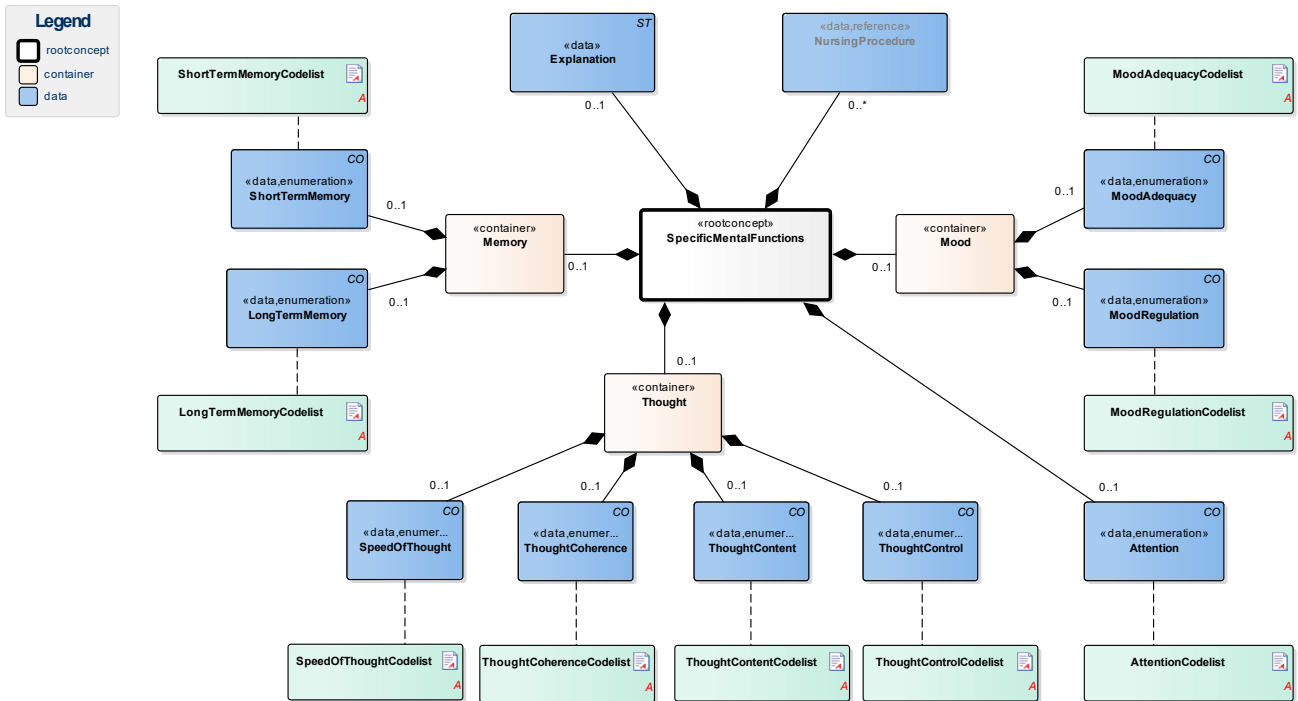 Legend
rootconcept
container
data
ST
«data»
Explanation
0..1
«data,reference»
NursingProcedure
0..*
ShortTermMemoryCodelist
A
MoodAdequacyCodelist
A
CO
«data,enumeration»
ShortTermMemory
0..1
CO
«data,enumeration»
MoodAdequacy
0..1
«container»
Memory
0..1
«rootconcept»
SpecificMentalFunctions
«container»
Mood
0..1
CO
«data,enumeration»
LongTermMemory
0..1
CO
«data,enumeration»
MoodRegulation
0..1
0..1
«container»
Thought
LongTermMemoryCodelist
A
MoodRegulationCodelist
A
0..1
0..1
0..1
0..1
0..1
CO
«data,enumer...
SpeedOfThought
CO
«data,enumer...
ThoughtCoherence
CO
«data,enumer...
ThoughtContent
CO
«data,enumer...
ThoughtControl
CO
«data,enumeration»
Attention
SpeedOfThoughtCodelist
A
ThoughtCoherenceCodelist
A
ThoughtContentCodelist
A
ThoughtControlCodelist
A
AttentionCodelist
A